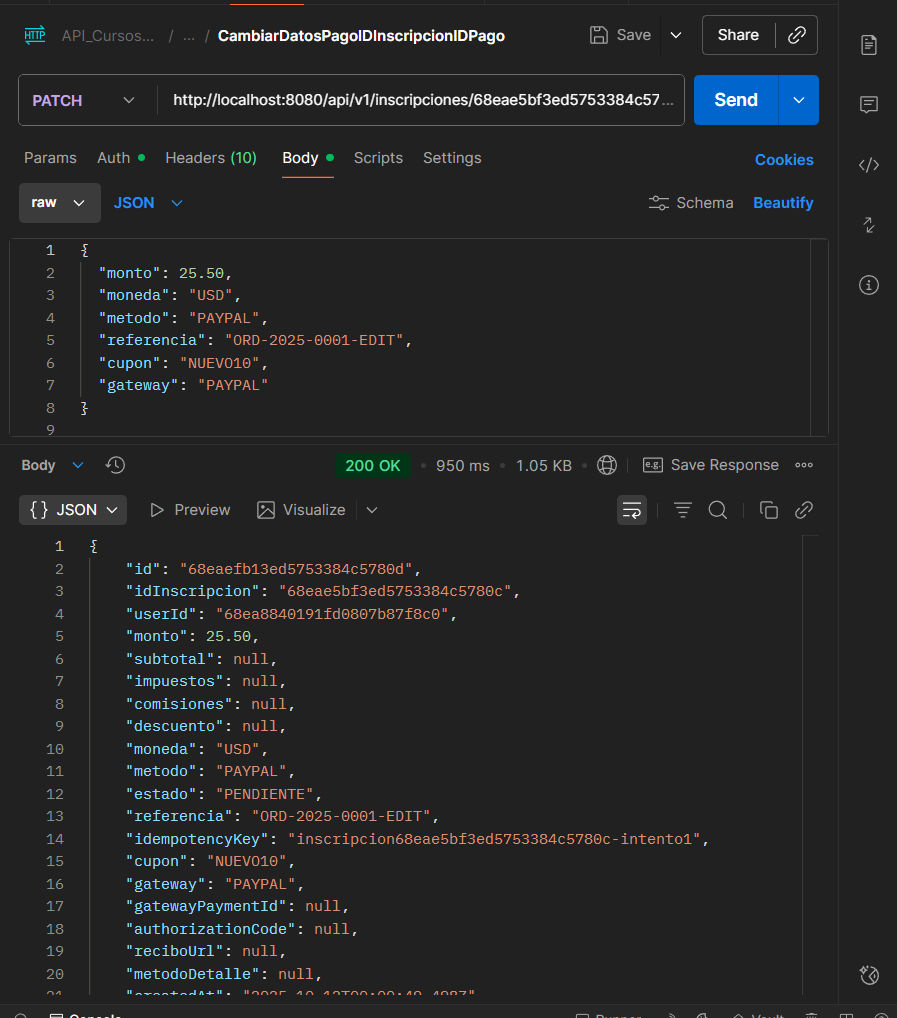 HTTP API_Cursos... / ... / CambiarDatosPagoIDInscripcionIDPago Save Share
PATCH http://localhost:8080/api/v1/inscripciones/68eae5bf3ed5753384c57... Send
Params Auth Headers (10) Body Scripts Settings Cookies
raw JSON Schema Beautify
1 {
2 "monto": 25.50,
3 "moneda": "USD",
4 "metodo": "PAYPAL",
5 "referencia": "ORD-2025-0001-EDIT",
6 "cupon": "NUEVO10",
7 "gateway": "PAYPAL"
8 }
9
Body 200 OK • 950 ms • 1.05 KB • e.g. Save Response
{} JSON Preview Visualize
1 {
2 "id": "68eaefb13ed5753384c5780d",
3 "idInscripcion": "68eae5bf3ed5753384c5780c",
4 "userId": "68ea8840191fd0807b87f8c0",
5 "monto": 25.50,
6 "subtotal": null,
7 "impuestos": null,
8 "comisiones": null,
9 "descuento": null,
10 "moneda": "USD",
11 "metodo": "PAYPAL",
12 "estado": "PENDIENTE",
13 "referencia": "ORD-2025-0001-EDIT",
14 "idempotencyKey": "inscripcion68eae5bf3ed5753384c5780c-intento1",
15 "cupon": "NUEVO10",
16 "gateway": "PAYPAL",
17 "gatewayPaymentId": null,
18 "authorizationCode": null,
19 "reciboUrl": null,
20 "metodoDetalle": null,
21 "createdAt":
Console Runner Vault